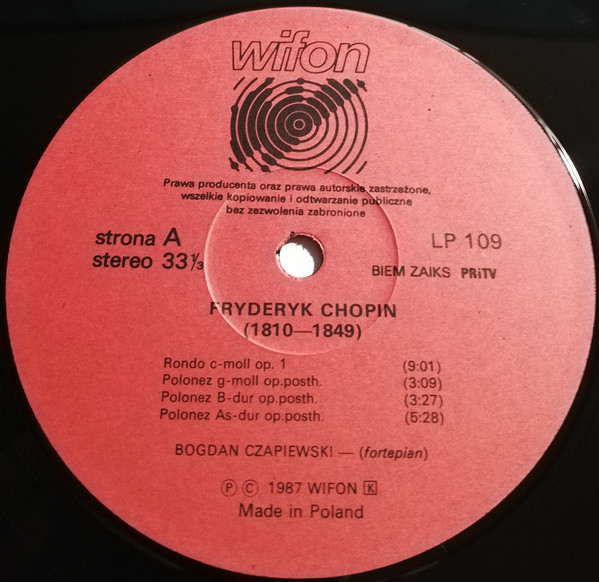 wifon
Prawa producenta oraz prawa autorskie zastrzeżone,
wszelkie kopiowanie i odtwarzanie publiczne
bez zezwolenia zabronione
strona A
stereo 33 1/3
LP 109
BIEM ZAIKS PRiTV
FRYDERYK CHOPIN
(1810—1849)
Rondo c-moll op. 1 (9:01)
Polonez g-moll op.posth. (3:09)
Polonez B-dur op.posth. (3:27)
Polonez As-dur op.posth. (5:28)
BOGDAN CZAPIEWSKI — (fortepian)
Ⓟ Ⓒ 1987 WIFON K
Made in Poland